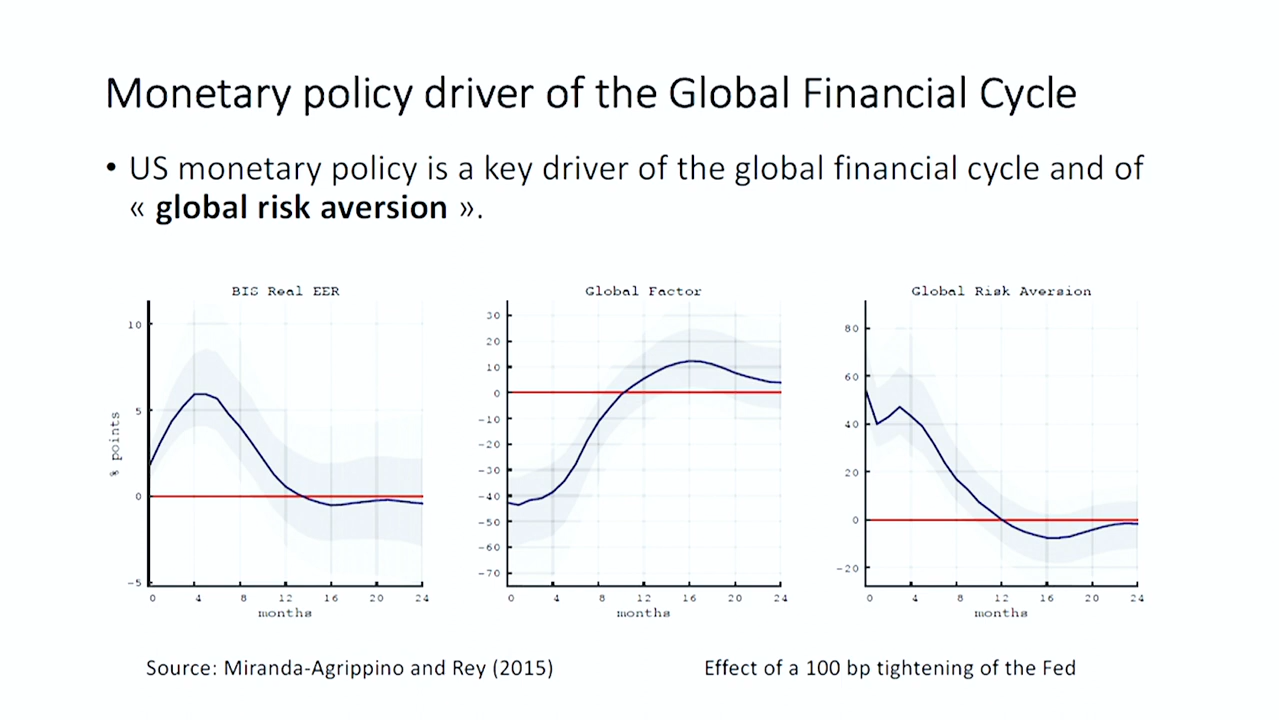 Monetary policy driver of the Global Financial Cycle
• US monetary policy is a key driver of the global financial cycle and of
« global risk aversion ».
BIS Real EER
% points
10
5
0
-5
0 4 8 12 16 20 24
months
Global Factor
30
20
10
0
-10
-20
-30
-40
-50
-60
-70
0 4 8 12 16 20 24
months
Global Risk Aversion
80
60
40
20
0
-20
0 4 8 12 16 20 24
months
Source: Miranda-Agrippino and Rey (2015)
Effect of a 100 bp tightening of the Fed